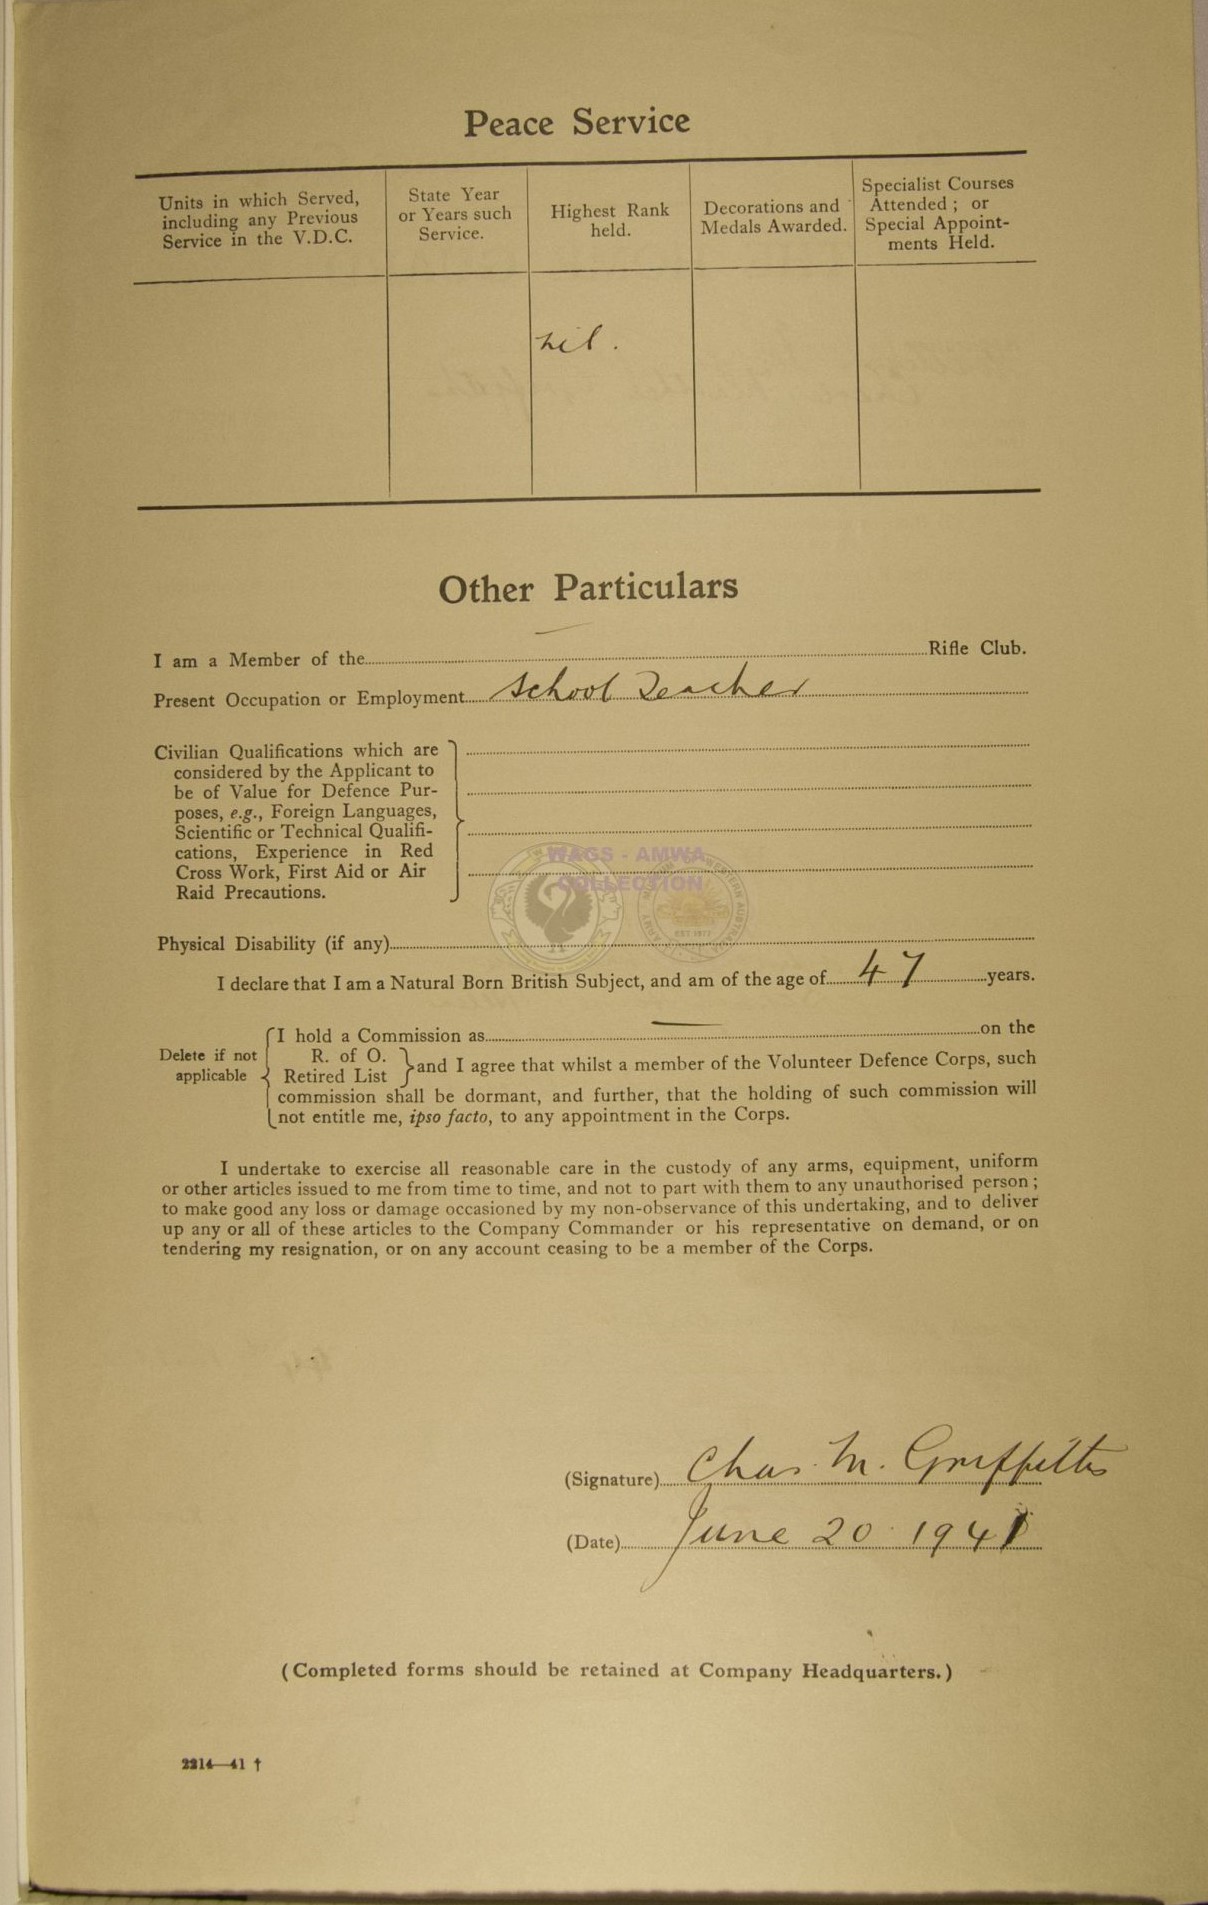 Peace Service
Units in which Served,
including any Previous
Service in the V.D.C.
State Year
or Years such
Service.
Highest Rank
held.
Decorations and
Medals Awarded.
Specialist Courses
Attended ; or
Special Appoint-
ments Held.
nil.
Other Particulars
I am a Member of the — Rifle Club.
Present Occupation or Employment School Teacher
Civilian Qualifications which are
considered by the Applicant to
be of Value for Defence Pur-
poses, e.g., Foreign Languages,
Scientific or Technical Qualifi-
cations, Experience in Red
Cross Work, First Aid or Air
Raid Precautions.
WAGS - AMWA
COLLECTION
EST 1977
Physical Disability (if any)
I declare that I am a Natural Born British Subject, and am of the age of 47 years.
Delete if not
applicable
I hold a Commission as — on the
R. of O.
Retired List
and I agree that whilst a member of the Volunteer Defence Corps, such
commission shall be dormant, and further, that the holding of such commission will
not entitle me, ipso facto, to any appointment in the Corps.
I undertake to exercise all reasonable care in the custody of any arms, equipment, uniform
or other articles issued to me from time to time, and not to part with them to any unauthorised person ;
to make good any loss or damage occasioned by my non-observance of this undertaking, and to deliver
up any or all of these articles to the Company Commander or his representative on demand, or on
tendering my resignation, or on any account ceasing to be a member of the Corps.
(Signature) Chas. M. Griffiths
(Date) June 20 1941
(Completed forms should be retained at Company Headquarters.)
2214—41 †